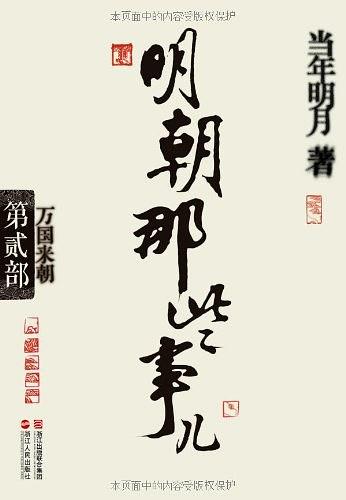 本页面中的内容受版权保护
当年明月 著
明朝那些事儿
万国来朝
第贰部
浙江出版联合集团
浙江人民出版社
本页面中的内容受版权保护